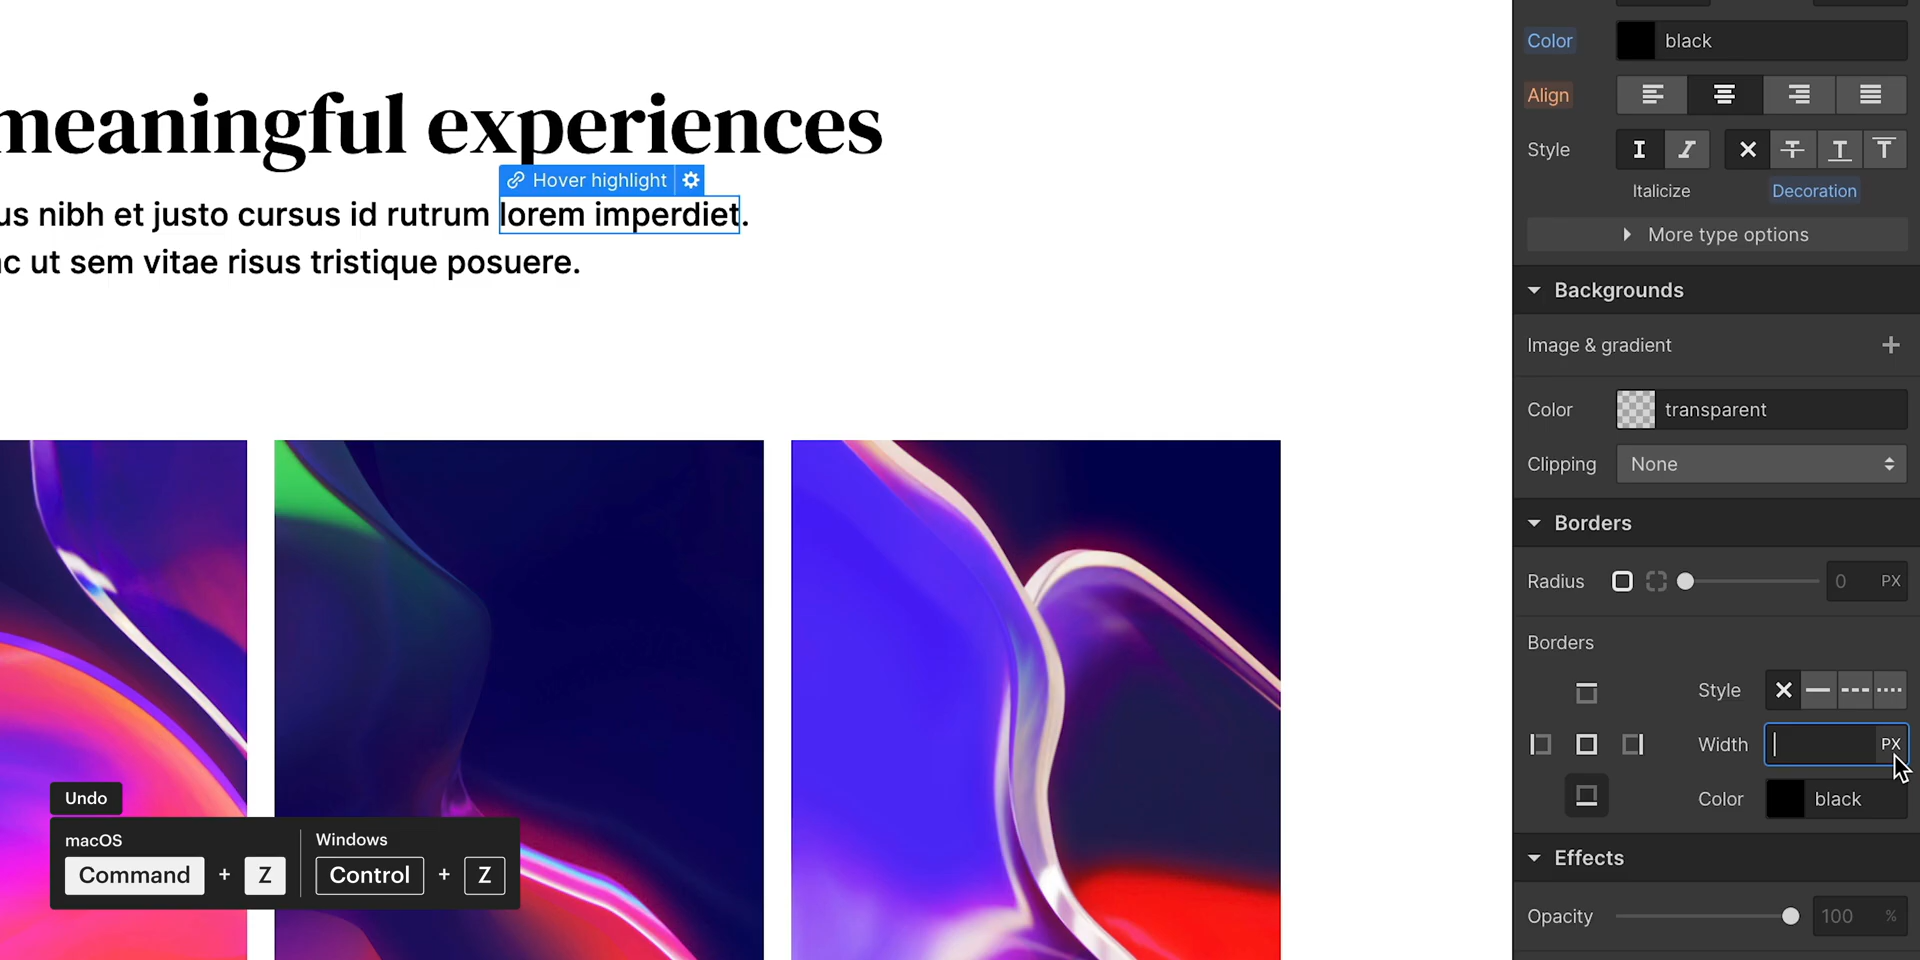 meaningful experiences
Hover highlight
us nibh et justo cursus id rutrum lorem imperdiet.
ut sem vitae risus tristique posuere.
Undo
macOS
Command + Z
Windows
Control + Z
Color black
Align
Style
Italicize Decoration
More type options
Backgrounds
Image & gradient
Color transparent
Clipping None
Borders
Radius 0 PX
Borders
Style
Width PX
Color black
Effects
Opacity 100 %